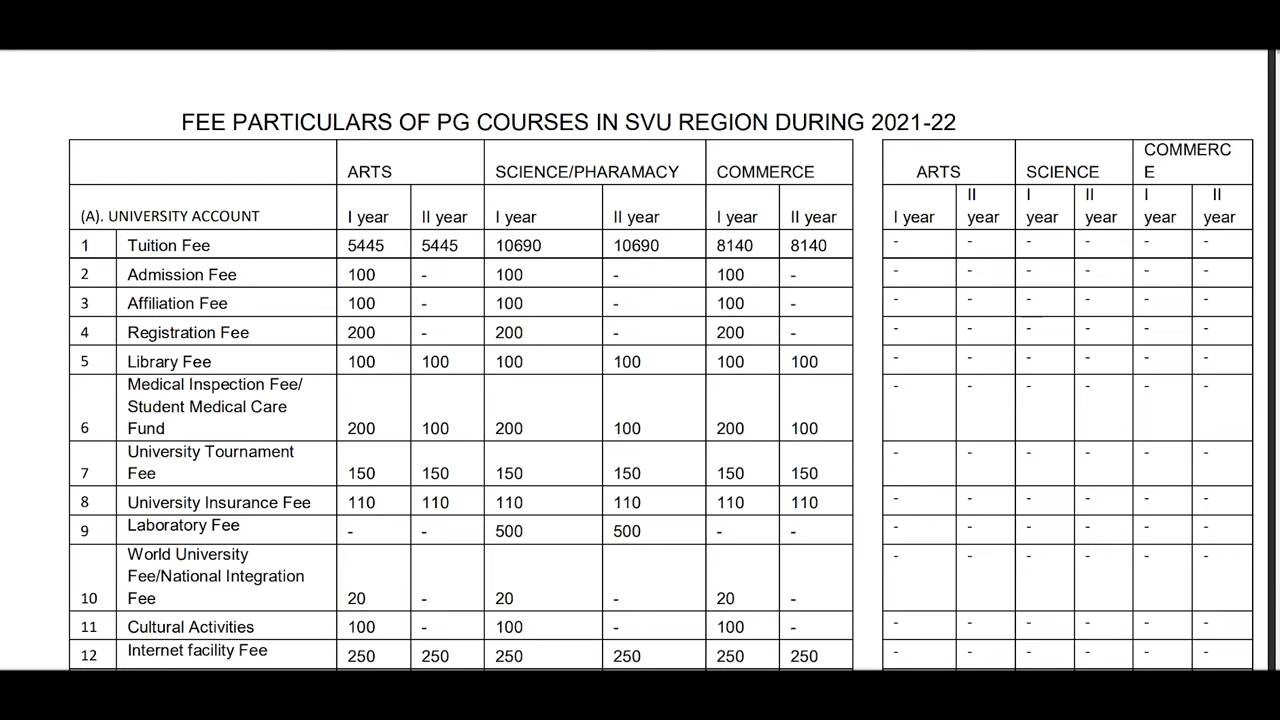 FEE PARTICULARS OF PG COURSES IN SVU REGION DURING 2021-22
ARTS SCIENCE/PHARAMACY COMMERCE ARTS SCIENCE COMMERC
E
(A). UNIVERSITY ACCOUNT I year II year I year II year I year II year I year II year I year II year I year II year
1 Tuition Fee 5445 5445 10690 10690 8140 8140 - - - - - -
2 Admission Fee 100 - 100 - 100 - - - - - - -
3 Affiliation Fee 100 - 100 - 100 - - - - - - -
4 Registration Fee 200 - 200 - 200 - - - - - - -
5 Library Fee 100 100 100 100 100 100 - - - - - -
Medical Inspection Fee/
Student Medical Care
6 Fund 200 100 200 100 200 100 - - - - - -
University Tournament
7 Fee 150 150 150 150 150 150 - - - - - -
8 University Insurance Fee 110 110 110 110 110 110 - - - - - -
9 Laboratory Fee - - 500 500 - - - - - - - -
World University
Fee/National Integration
10 Fee 20 - 20 - 20 - - - - - - -
11 Cultural Activities 100 - 100 - 100 - - - - - - -
12 Internet facility Fee 250 250 250 250 250 250 - - - - - -